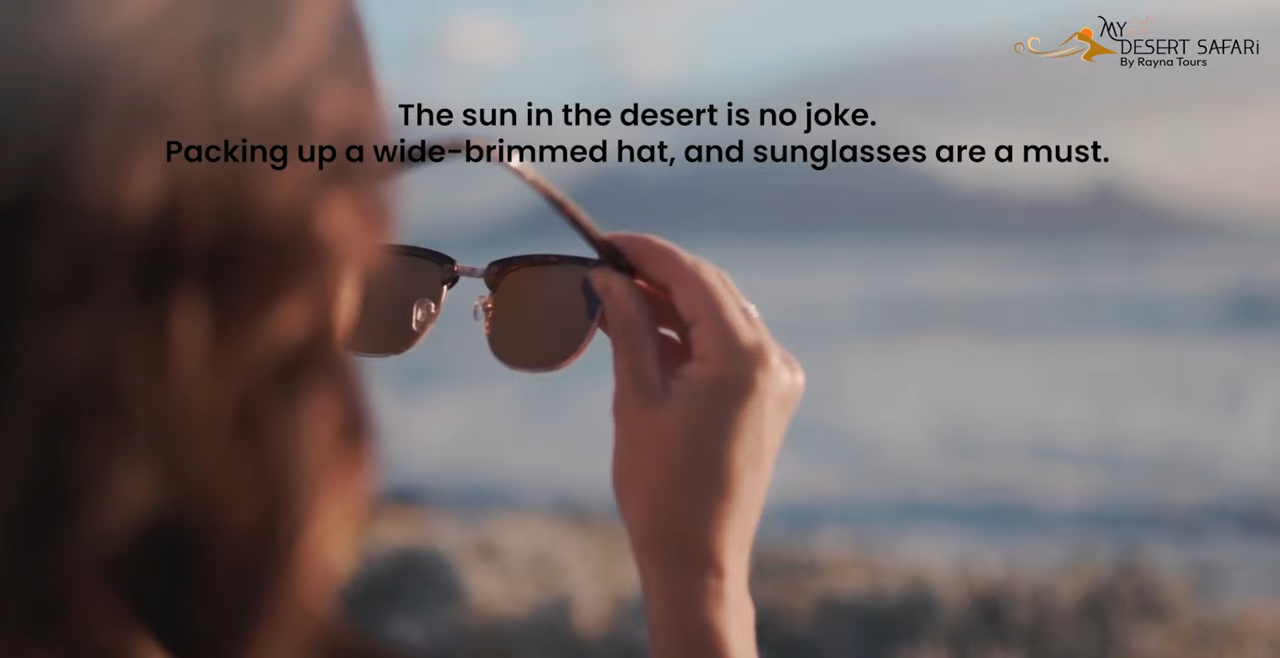 MY
DESERT SAFARi
By Rayna Tours
The sun in the desert is no joke.
Packing up a wide-brimmed hat, and sunglasses are a must.